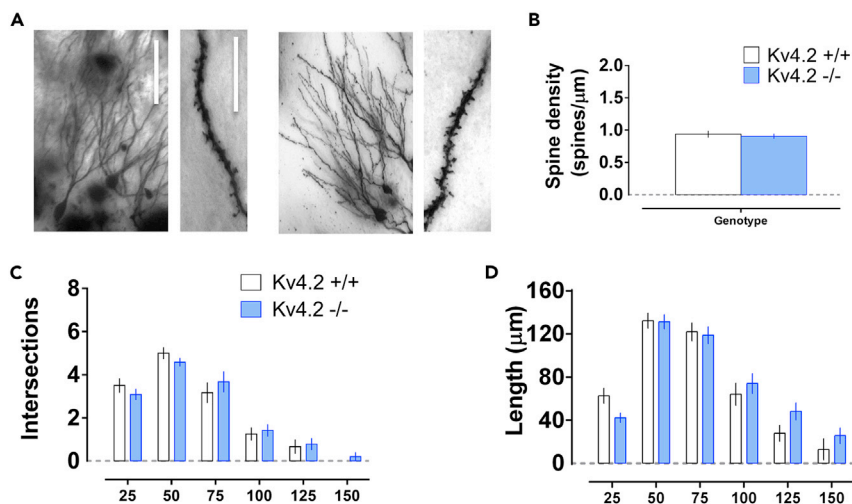 A
B
Kv4.2 +/+
Kv4.2 -/-
Spine density
(spines/μm)
2.0
1.5
1.0
0.5
0.0
Genotype
C
Kv4.2 +/+
Kv4.2 -/-
Intersections
8
6
4
2
0
25 50 75 100 125 150
D
Length (μm)
160
120
80
40
0
25 50 75 100 125 150